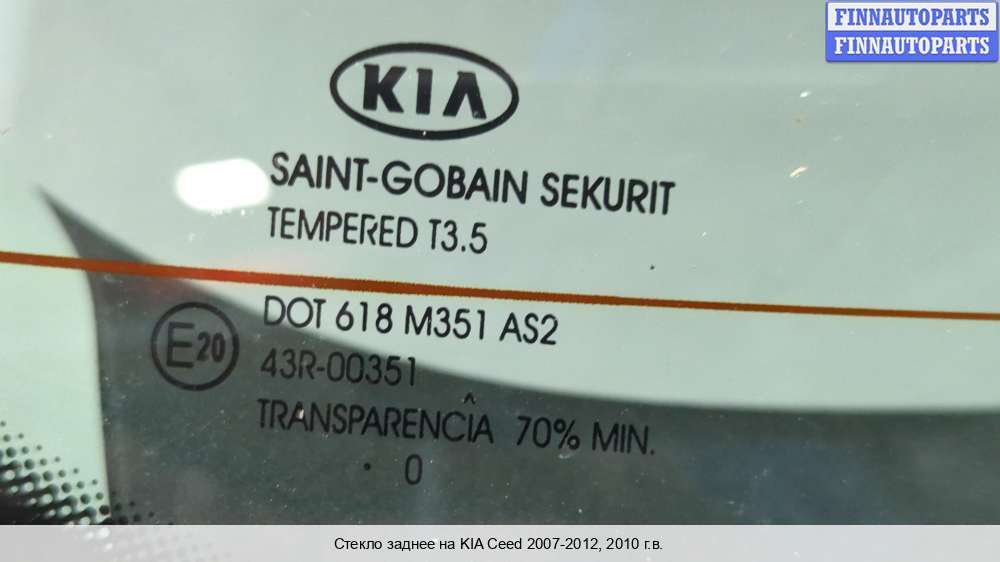 FINNAUTOPARTS
FINNAUTOPARTS
KIA
SAINT-GOBAIN SEKURIT
TEMPERED T3.5
DOT 618 M351 AS2
E20
43R-00351
TRANSPARENCÎA 70% MIN.
. 0
Стекло заднее на KIA Ceed 2007-2012, 2010 г.в.